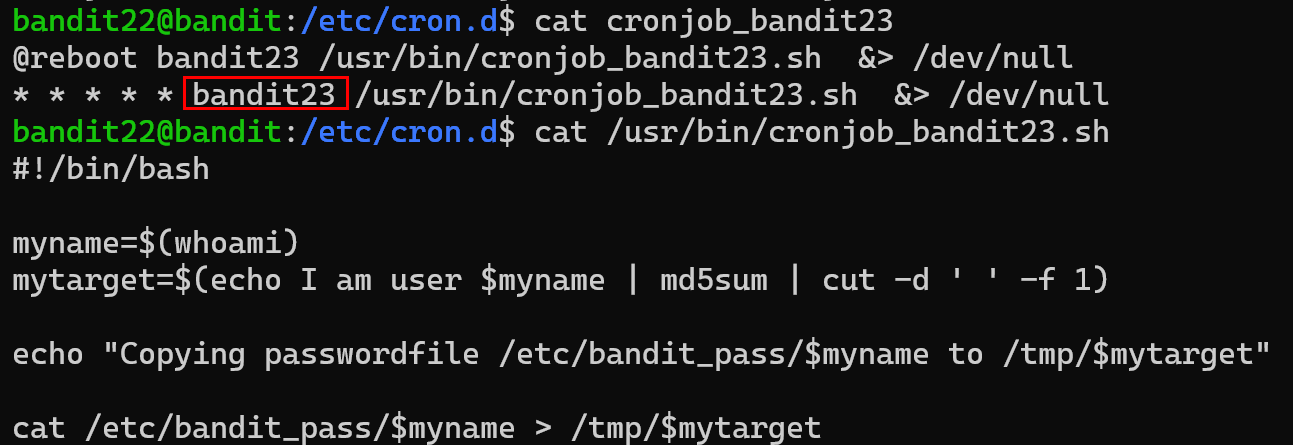 bandit22@bandit:/etc/cron.d$ cat cronjob_bandit23
@reboot bandit23 /usr/bin/cronjob_bandit23.sh  &> /dev/null
* * * * * bandit23 /usr/bin/cronjob_bandit23.sh  &> /dev/null
bandit22@bandit:/etc/cron.d$ cat /usr/bin/cronjob_bandit23.sh
#!/bin/bash

myname=$(whoami)
mytarget=$(echo I am user $myname | md5sum | cut -d ' ' -f 1)

echo "Copying passwordfile /etc/bandit_pass/$myname to /tmp/$mytarget"

cat /etc/bandit_pass/$myname > /tmp/$mytarget